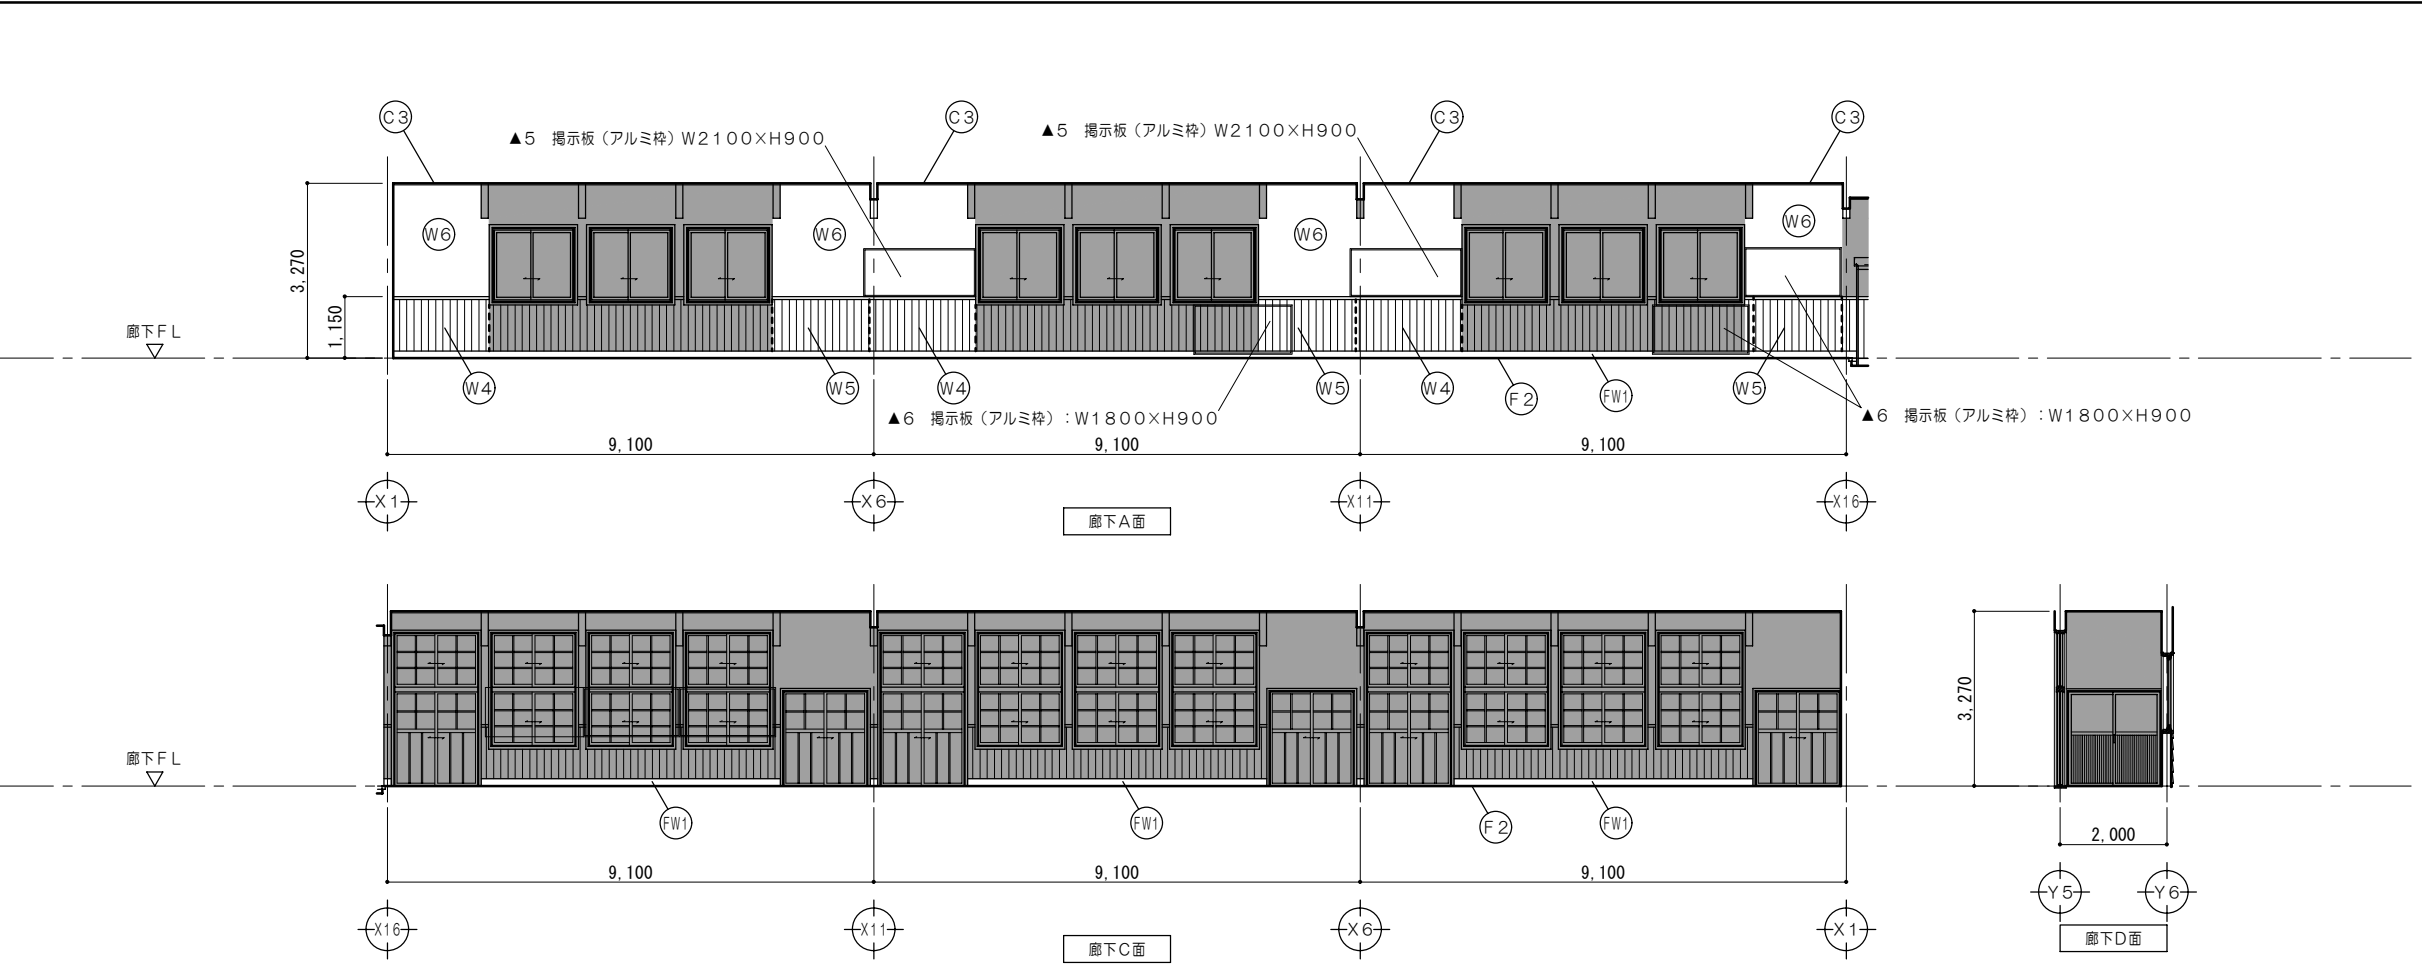 C3
C3
C3
C3
▲5 掲示板（アルミ枠）W2100×H900
▲5 掲示板（アルミ枠）W2100×H900
W6
W6
W6
W6
3,270
1,150
廊下FL
W4
W5
W4
W5
W4
F2
FW1
W5
▲6 掲示板（アルミ枠）：W1800×H900
▲6 掲示板（アルミ枠）：W1800×H900
9,100
9,100
9,100
X1
X6
X11
X16
廊下A面
廊下FL
3,270
FW1
FW1
F2
FW1
2,000
9,100
9,100
9,100
Y5
Y6
X16
X11
X6
X1
廊下C面
廊下D面